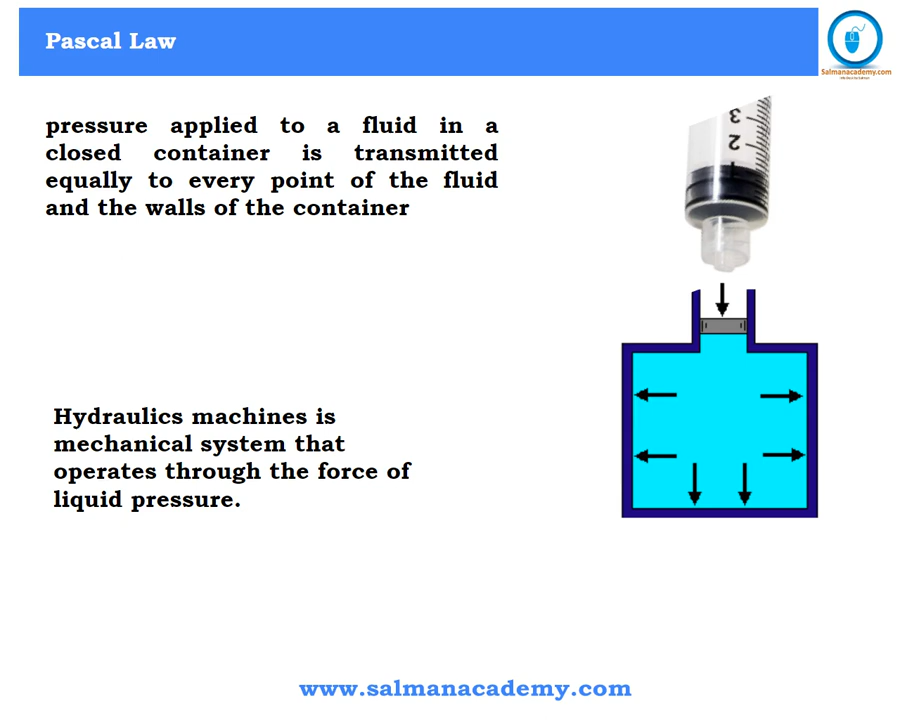 Pascal Law
Salmanacademy.com
pressure applied to a fluid in a
closed container is transmitted
equally to every point of the fluid
and the walls of the container
3
2
1
Hydraulics machines is
mechanical system that
operates through the force of
liquid pressure.
www.salmanacademy.com